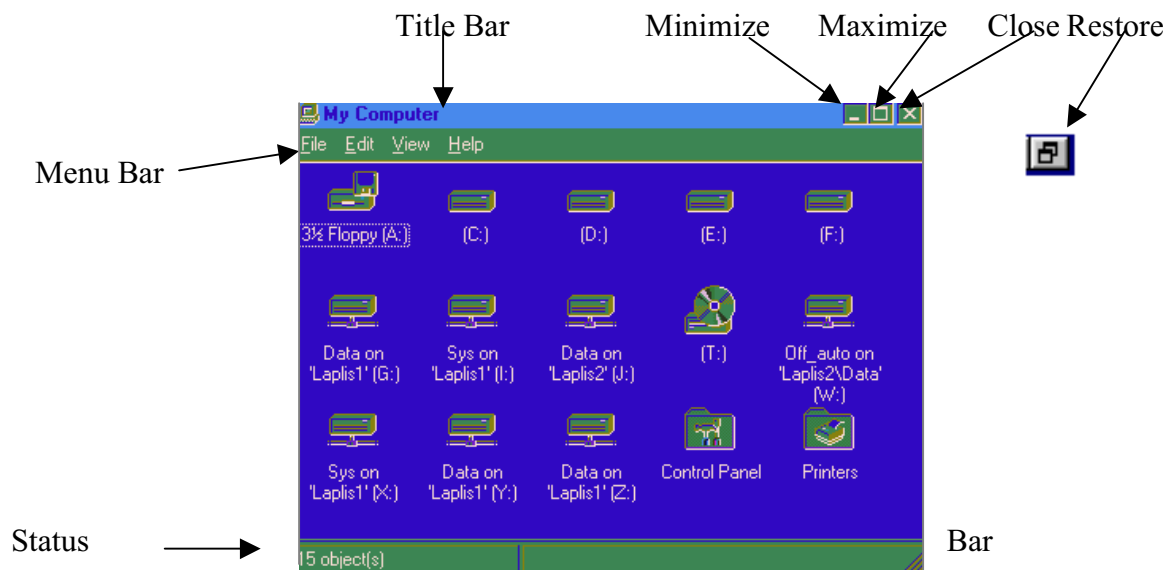 Title Bar Minimize Maximize Close Restore
My Computer
File Edit View Help
Menu Bar
3½ Floppy (A:) (C:) (D:) (E:) (F:)
Data on Sys on Data on (T:) Off_auto on
'Laplis1' (G:) 'Laplis1' (I:) 'Laplis2' (J:) 'Laplis2\Data'
(W:)
Sys on Data on Data on Control Panel Printers
'Laplis1' (X:) 'Laplis1' (Y:) 'Laplis1' (Z:)
Status Bar
15 object(s)